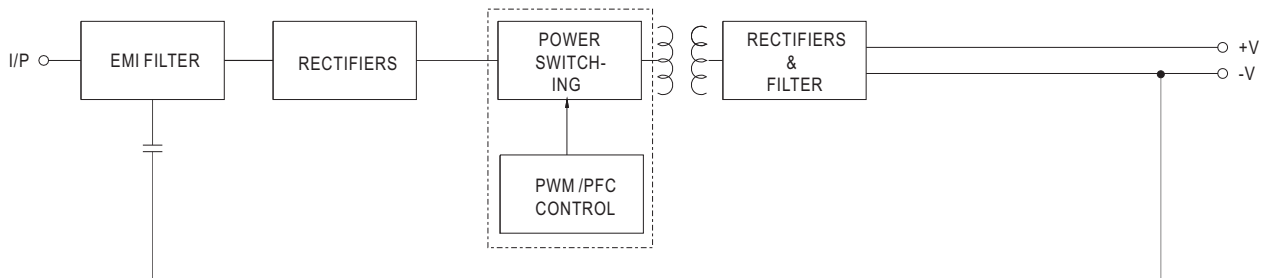 I/P
EMI FILTER
RECTIFIERS
POWER
SWITCH-
ING
RECTIFIERS
&
FILTER
+V
-V
PWM /PFC
CONTROL